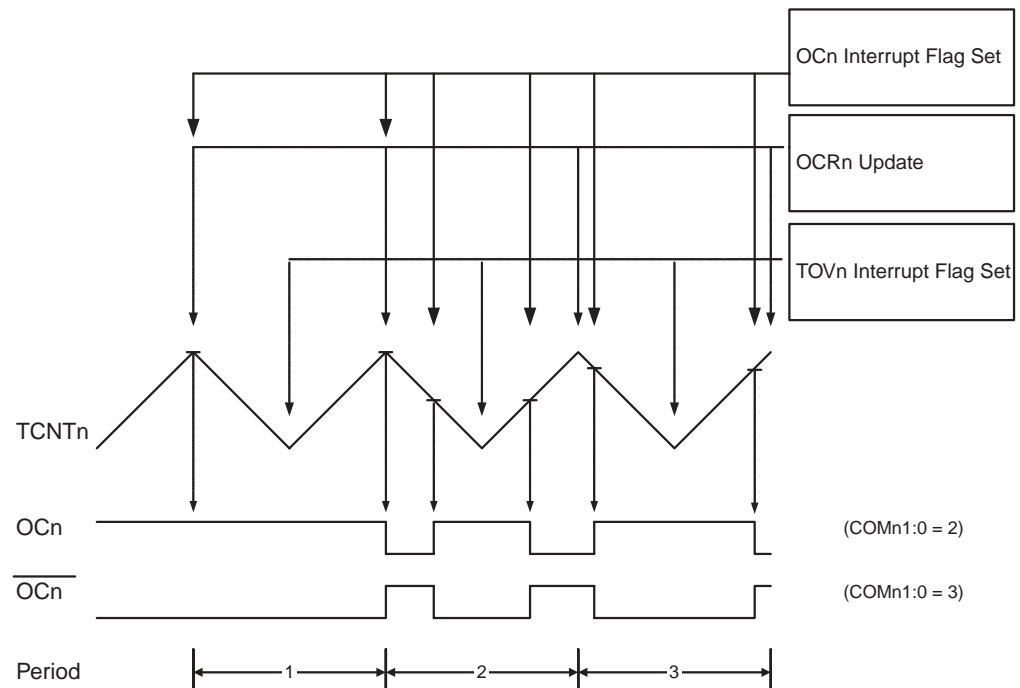 OCn Interrupt Flag Set
OCRn Update
TOVn Interrupt Flag Set
TCNTn
OCn
(COMn1:0 = 2)
OCn
(COMn1:0 = 3)
Period
1
2
3